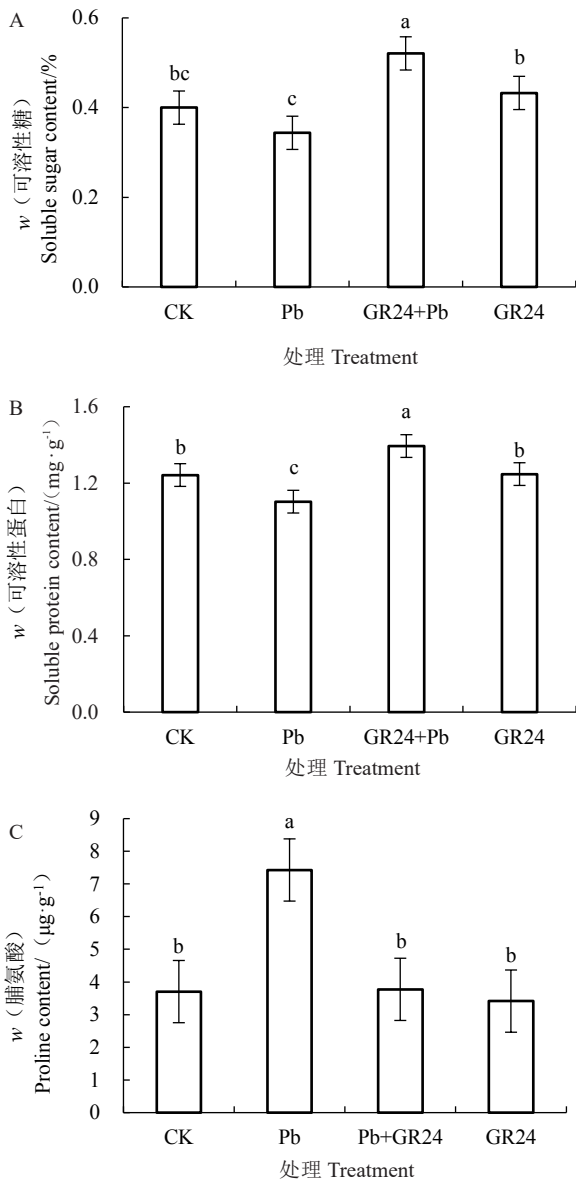 A
w（可溶性糖）
Soluble sugar content/%
0.6
0.4
0.2
0.0
bc
c
a
b
CK Pb GR24+Pb GR24
处理 Treatment
B
w（可溶性蛋白）
Soluble protein content/(mg·g-1)
1.6
1.2
0.8
0.4
0.0
b
c
a
b
CK Pb GR24+Pb GR24
处理 Treatment
C
w（脯氨酸）
Proline content/（μg·g-1）
9
8
7
6
5
4
3
2
1
0
b
a
b
b
CK Pb Pb+GR24 GR24
处理 Treatment